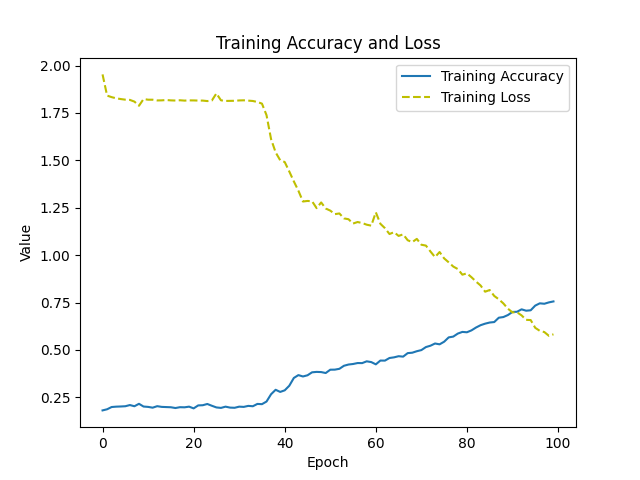 Training Accuracy and Loss
2.00
1.75
1.50
1.25
1.00
0.75
0.50
0.25
Value
Training Accuracy
Training Loss
0 20 40 60 80 100
Epoch